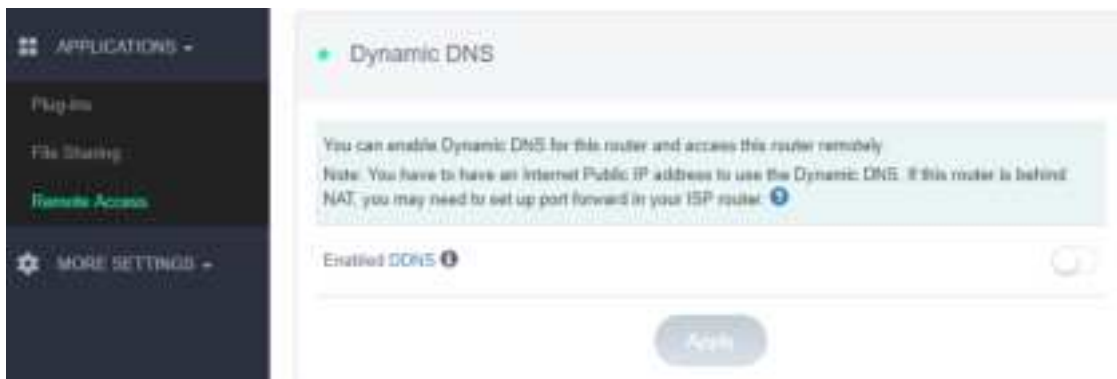 APPLICATIONS
Plug-ins
File Sharing
Remote Access
MORE SETTINGS
Dynamic DNS
You can enable Dynamic DNS for this router and access this router remotely.
Note: You have to have an Internet Public IP address to use the Dynamic DNS. If this router is behind
NAT, you may need to set up port forward in your ISP router.
Enabled DDNS
Apply